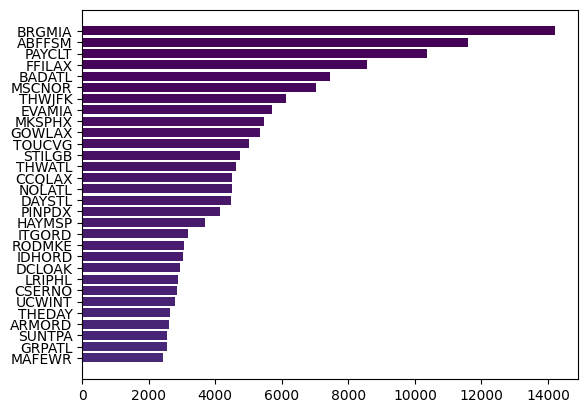 BRGMIA
ABFFSM
PAYCLT
FFILAX
BADATL
MSCNOR
THWJFK
EVAMIA
MKSPHX
GOWLAX
TOUCVG
STILGB
THWATL
CCOLAX
NOLATL
DAYSTL
PINPDX
HAYMSP
ITGORD
RODMKE
IDHORD
DCLOAK
LRIPHL
CSERNO
UCWINT
THEDAY
ARMORD
SUNTPA
GRPATL
MAFEWR
0 2000 4000 6000 8000 10000 12000 14000